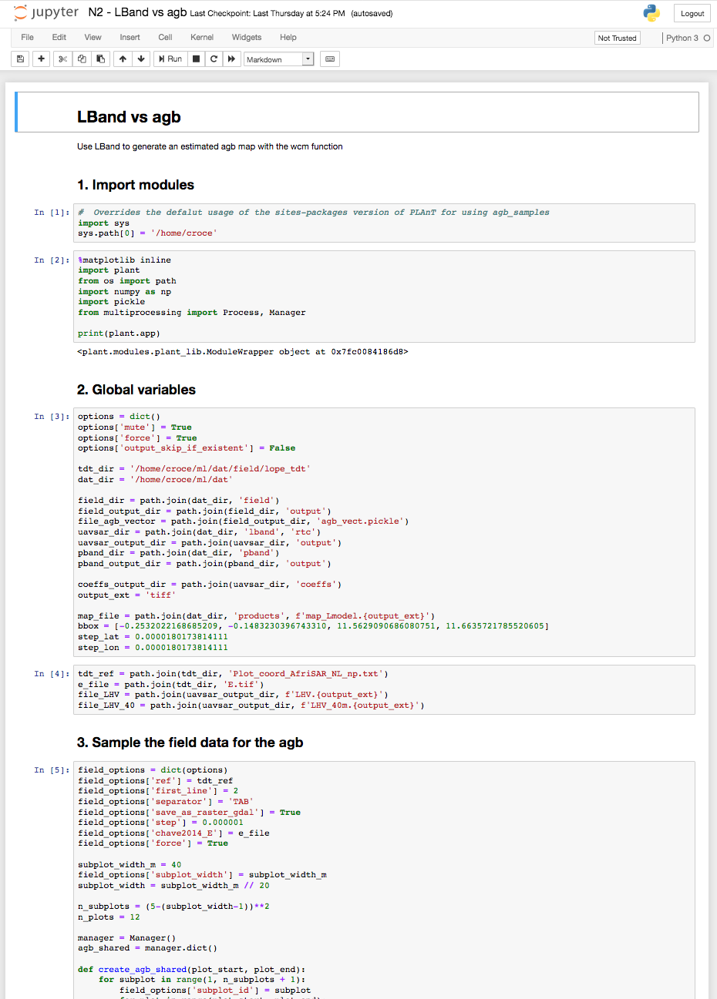 jupyter N2 - LBand vs agb Last Checkpoint: Last Thursday at 5:24 PM (autosaved)
Logout
File Edit View Insert Cell Kernel Widgets Help
Not Trusted
Python 3
Run
Markdown
LBand vs agb
Use LBand to generate an estimated agb map with the wcm function
1. Import modules
In [1]: # Overrides the defalut usage of the sites-packages version of PLAnT for using agb_samples
import sys
sys.path[0] = '/home/croce'
In [2]: %matplotlib inline
import plant
from os import path
import numpy as np
import pickle
from multiprocessing import Process, Manager
print(plant.app)
<plant.modules.plant_lib.ModuleWrapper object at 0x7fc0084186d8>
2. Global variables
In [3]: options = dict()
options['mute'] = True
options['force'] = True
options['output_skip_if_existent'] = False
tdt_dir = '/home/croce/ml/dat/field/lope_tdt'
dat_dir = '/home/croce/ml/dat'
field_dir = path.join(dat_dir, 'field')
field_output_dir = path.join(field_dir, 'output')
file_agb_vector = path.join(field_output_dir, 'agb_vect.pickle')
uavsar_dir = path.join(dat_dir, 'lband', 'rtc')
uavsar_output_dir = path.join(uavsar_dir, 'output')
pband_dir = path.join(dat_dir, 'pband')
pband_output_dir = path.join(pband_dir, 'output')
coeffs_output_dir = path.join(uavsar_dir, 'coeffs')
output_ext = 'tiff'
map_file = path.join(dat_dir, 'products', f'map_Lmodel.{output_ext}')
bbox = [-0.2532022168685209, -0.1483230396743310, 11.5629090686080751, 11.6635721785520605]
step_lat = 0.0000180173814111
step_lon = 0.0000180173814111
In [4]: tdt_ref = path.join(tdt_dir, 'Plot_coord_AfriSAR_NL_np.txt')
e_file = path.join(tdt_dir, 'E.tif')
file_LHV = path.join(uavsar_output_dir, f'LHV.{output_ext}')
file_LHV_40 = path.join(uavsar_output_dir, f'LHV_40m.{output_ext}')
3. Sample the field data for the agb
In [5]: field_options = dict(options)
field_options['ref'] = tdt_ref
field_options['first_line'] = 2
field_options['separator'] = 'TAB'
field_options['save_as_raster_gdal'] = True
field_options['step'] = 0.000001
field_options['chave2014_E'] = e_file
field_options['force'] = True
subplot_width_m = 40
field_options['subplot_width'] = subplot_width_m
subplot_width = subplot_width_m // 20
n_subplots = (5-(subplot_width-1))**2
n_plots = 12
manager = Manager()
agb_shared = manager.dict()
def create_agb_shared(plot_start, plot_end):
for subplot in range(1, n_subplots + 1):
field_options['subplot_id'] = subplot